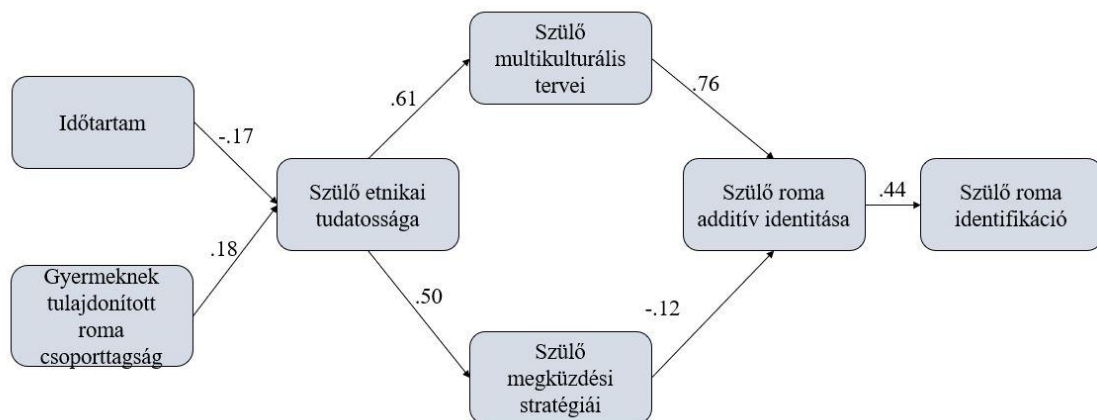 Szülő
multikulturális
tervei
.61
.76
Időtartam
-.17
Szülő etnikai
tudatossága
Szülő roma
additív identitása
.44
Szülő roma
identifikáció
.18
Gyermeknek
tulajdonított
roma
csoporttagság
.50
-.12
Szülő
megküzdési
stratégiái